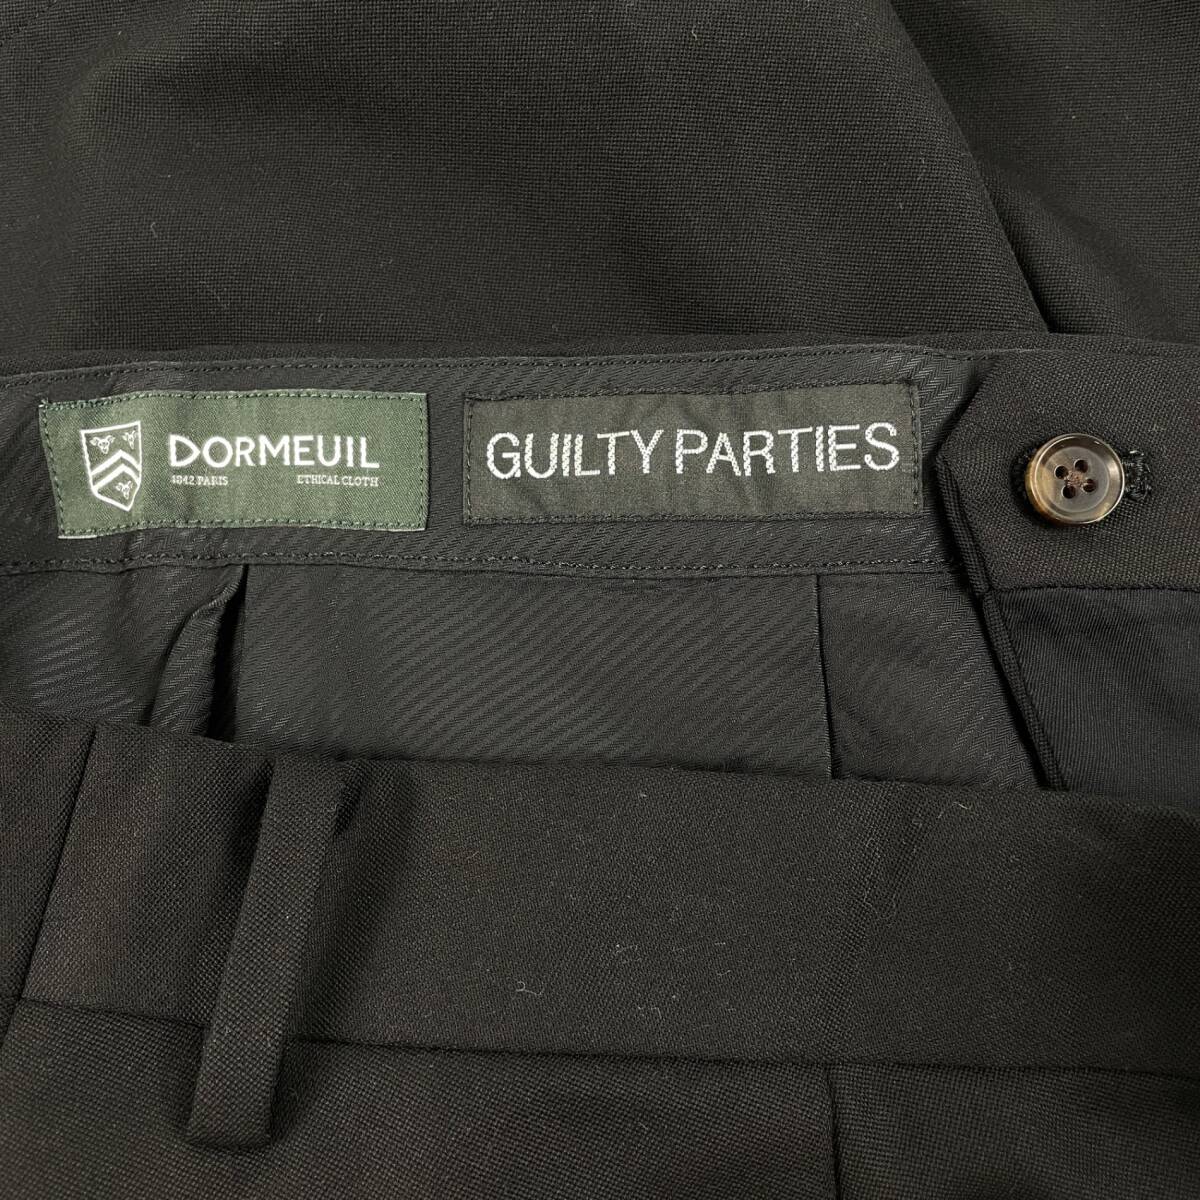 DORMEUIL
1842 PARIS ETHICAL CLOTH
GUILTY PARTIES